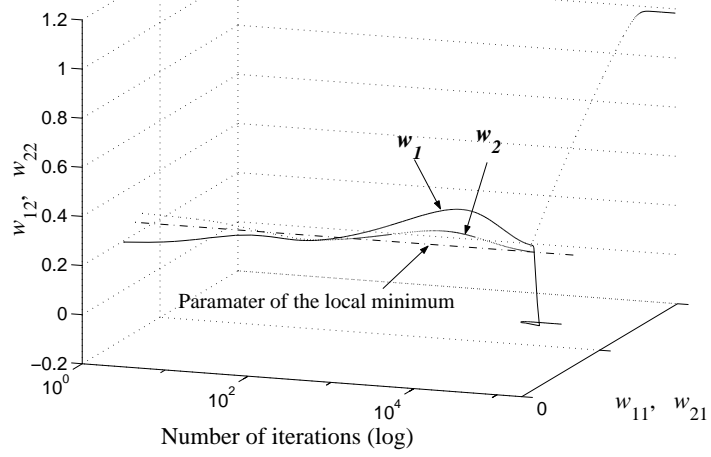 1.2
1
0.8
0.6
0.4
0.2
0
−0.2
w12, w22
w1
w2
Paramater of the local minimum
10^0
10^2
10^4
0
w11, w21
Number of iterations (log)